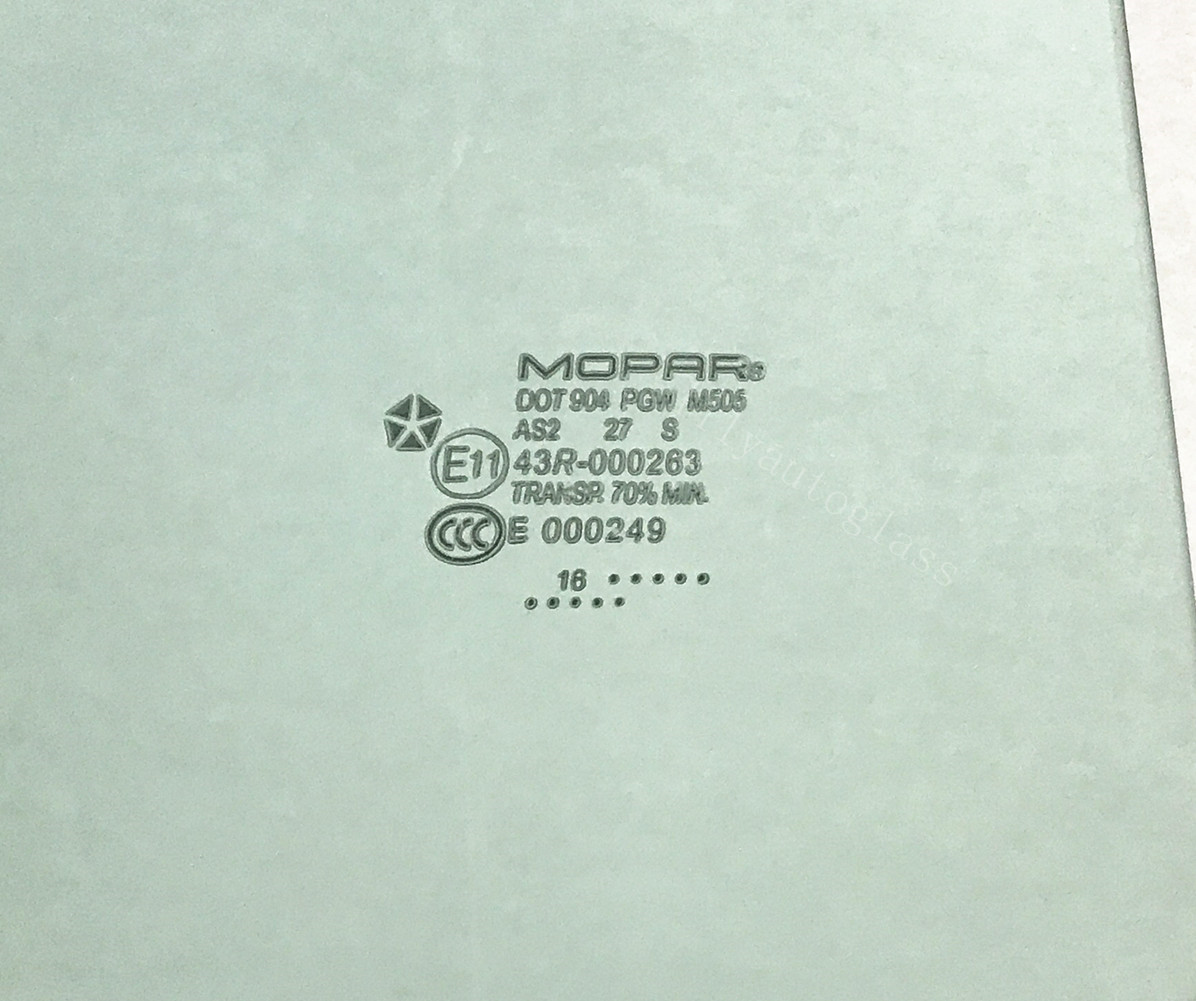 MOPAR®
DOT 904 PGW M505
AS2 27 S
E11 43R-000263
TRANSP. 70% MIN.
CCC E 000249
16 • • • • •
• • • • •